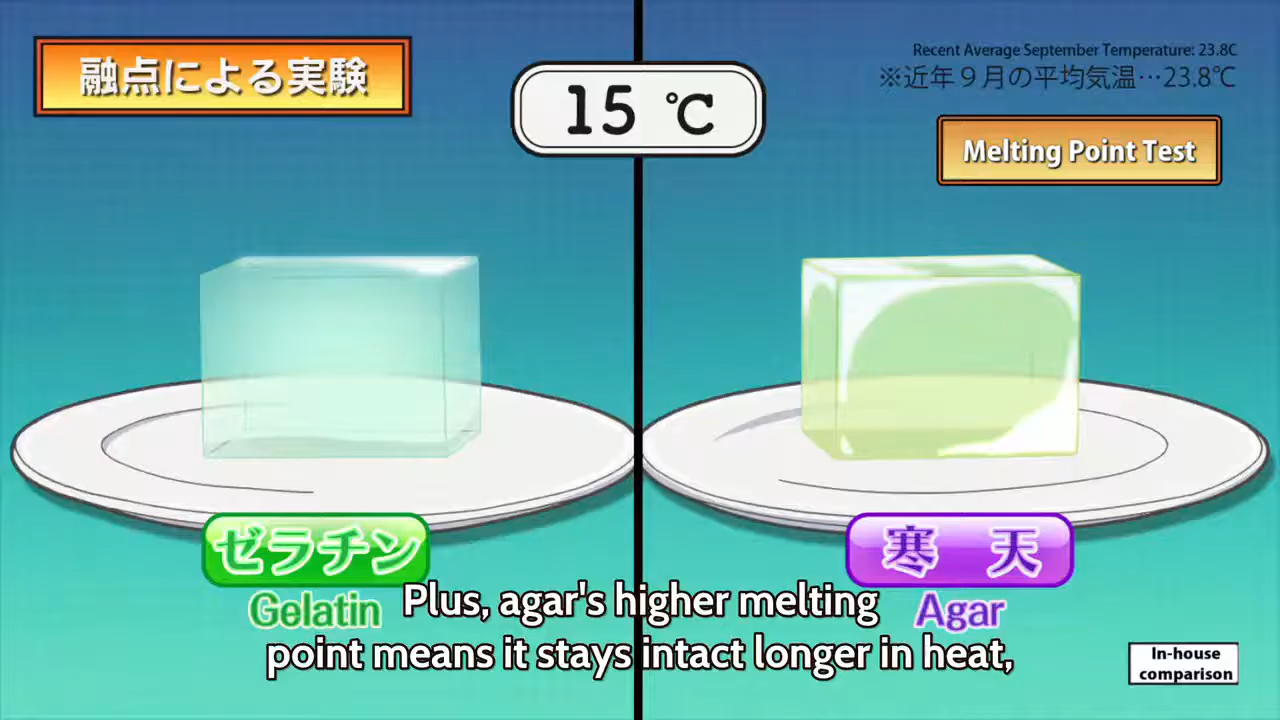 融点による実験
15 ℃
Recent Average September Temperature: 23.8C
※近年９月の平均気温…23.8℃
Melting Point Test
ゼラチン
Gelatin
寒　天
Agar
Plus, agar's higher melting
point means it stays intact longer in heat,
In-house
comparison